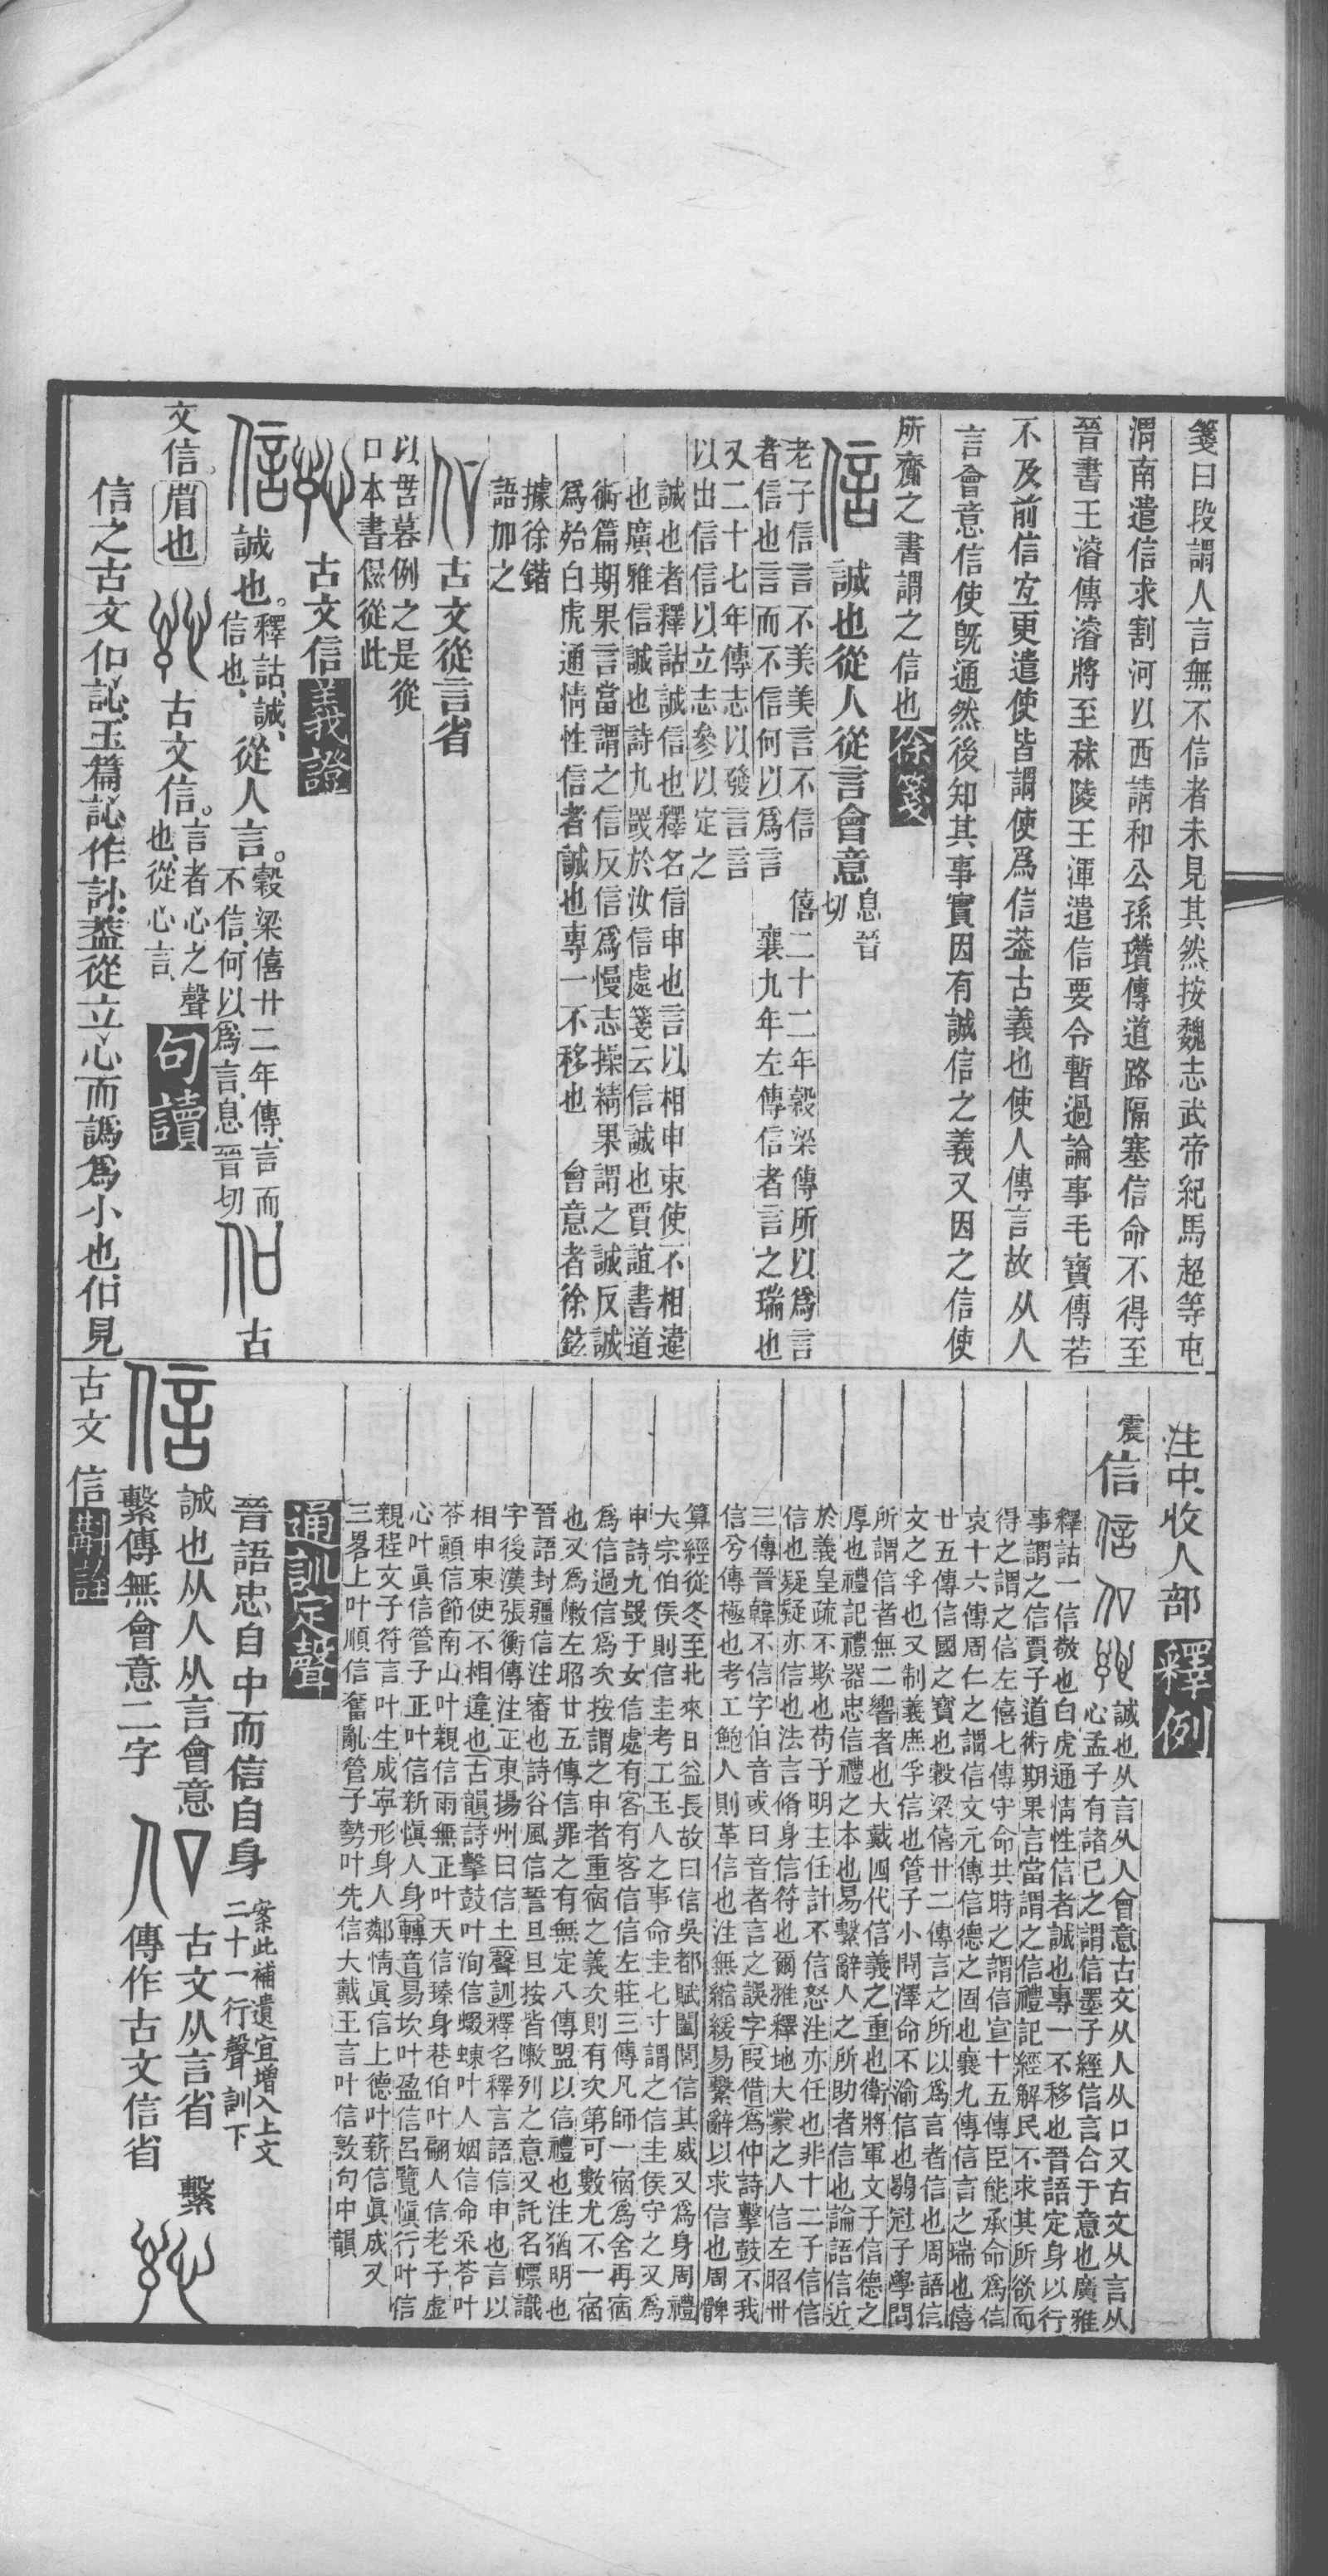 箋曰段謂人言無不信者未見其然按魏志武帝紀馬超等屯
渭南遣信求割河以西請和公孫瓚傳道路隔塞信命不得至
晉書王濬傳濬將至秣陵王渾遣信要令暫過論事毛寶傳若
不及前信宐更遣使皆謂使爲信葢古義也使人傳言故从人
言會意信使旣通然後知其事實因有誠信之義又因之信使
所齎之書謂之信也徐箋
信 誠也從人從言會意 息晉切
老子信言不美美言不信 僖二十二年穀梁傳所以爲言
者信也言而不信何以爲言 襄九年左傳信者言之瑞也
又二十七年傳志以發言言
以出信信以立志參以定之
誠也者釋詁誠信也釋名信申也言以相申束使不相違
也廣雅信誠也詩九罭於汝信處箋云信誠也賈誼書道
術篇期果言當謂之信反信爲慢志操精果謂之誠反誠
爲殆白虎通情性信者誠也專一不移也 會意者徐鉉
據徐鍇
語加之
古文從言省
以𠴫暮例之是從
口本書㒭從此
古文信義證
信 誠也。釋詁、誠、信也、從人言。穀梁僖廿二年傳、言而不信、何以爲言、息晉切 古
文信。省也 古文信。言者心之聲也、從心言、句讀
信之古文㐰訫、玉篇訫作訫、葢從立心而譌爲小也㐰見
注中、收人部釋例
震信 誠也从言从人會意古文从人从口又古文从言从
心孟子有諸已之謂信墨子經信言合于意也廣雅
釋詁一信敬也白虎通情性信者誠也專一不移也晉語定身以行
事謂之信賈子道術期果言當謂之信禮記經解民不求其所欲而
得之謂之信左僖七傳守命共時之謂信宣十五傳臣能承命爲信
哀十六傳周仁之謂信文元傳信德之固也襄九傳信言之瑞也僖
廿五傳信國之寶也穀梁僖廿二傳言之所以爲言者信也周語信
文之孚也又制義庶孚信也管子小問澤命不渝信也鶡冠子學問
所謂信者無二響者也大戴四代信義之重也衛將軍文子信德之
厚也禮記禮器忠信禮之本也易繫辭人之所助者信也論語信近
於義皇疏不欺也荀子明主任計不信怒注亦任也非十二子信信
信也疑疑亦信也法言脩身信符也爾雅釋地大蒙之人信左昭卅
三傳晉韓不信字伯音或曰音者言之誤字叚借爲仲詩擊鼓不我
信兮傳極也考工鮑人則革信也注無縮緩易繫辭以求信也周髀
算經從冬至北來日益長故曰信吳都賦闔閭信其威又爲身周禮
大宗伯侯則信圭考工玉人之事命圭七寸謂之信圭侯守之又爲
申詩九罭于女信處有客有客信信左莊三傳凡師一宿爲舍再宿
爲信過信爲次按謂之申者重宿之義次則有次第可數尤不一宿
也又爲敶左昭廿五傳信罪之有無定八傳盟以信禮也注猶明也
晉語封疆信注審也詩谷風信誓旦旦按皆敶列之意又託名幖識
字後漢張衡傳注正東揚州曰信土聲訓釋名釋言語信申也言以
相申束使不相違也古韻詩擊鼓叶洵信蝃蝀叶人姻信命采苓叶
苓顚信節南山叶親信雨無正叶天信臻身巷伯叶翩人信老子虛
心叶眞信管子正叶信新愼人身轉音易坎叶盈信呂覽愼行叶信
親程文子符言叶生成寧形身人鄰情眞信上德叶薪信眞成又
三畧上叶順信奮亂管子勢叶先信大戴王言叶信敦句中韻
通訓定聲
晉語忠自中而信自身 案此補遺宜增入上文二十一行聲訓下
信 誠也从人从言會意 古文从言省 繫
繫傳無會意二字 傳作古文信省
古文信斠詮